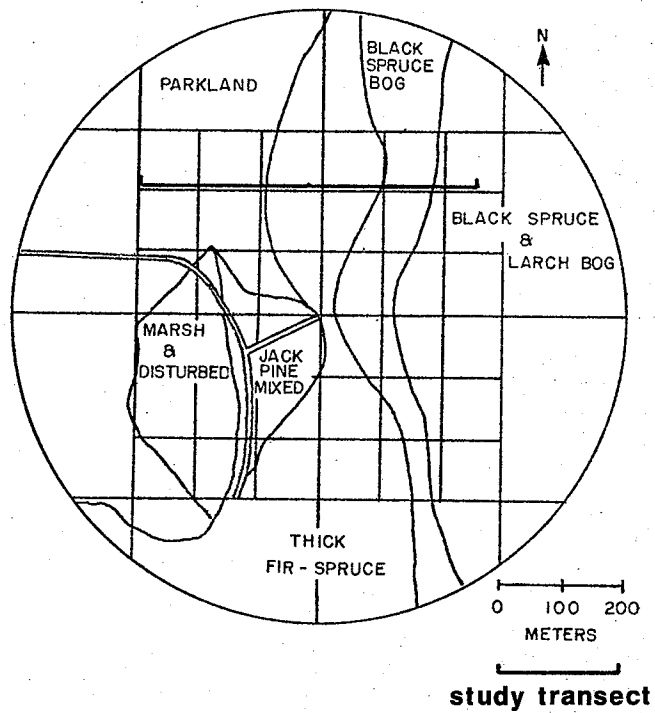 N
PARKLAND
BLACK
SPRUCE
BOG
BLACK SPRUCE
&
LARCH BOG
MARSH
&
DISTURBED
JACK
PINE
MIXED
THICK
FIR - SPRUCE
0 100 200
METERS
study transect